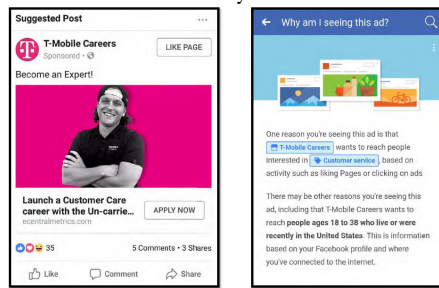 Suggested Post
T-Mobile Careers
Sponsored •
LIKE PAGE
Become an Expert!
Launch a Customer Care
career with the Un-carrie...
ecentralmetrics.com
APPLY NOW
35
5 Comments • 3 Shares
Like
Comment
Share
Why am I seeing this ad?
One reason you're seeing this ad is that
T-Mobile Careers wants to reach people
interested in Customer service, based on
activity such as liking Pages or clicking on ads
There may be other reasons you're seeing this
ad, including that T-Mobile Careers wants to
reach people ages 18 to 38 who live or were
recently in the United States. This is information
based on your Facebook profile and where
you've connected to the internet.